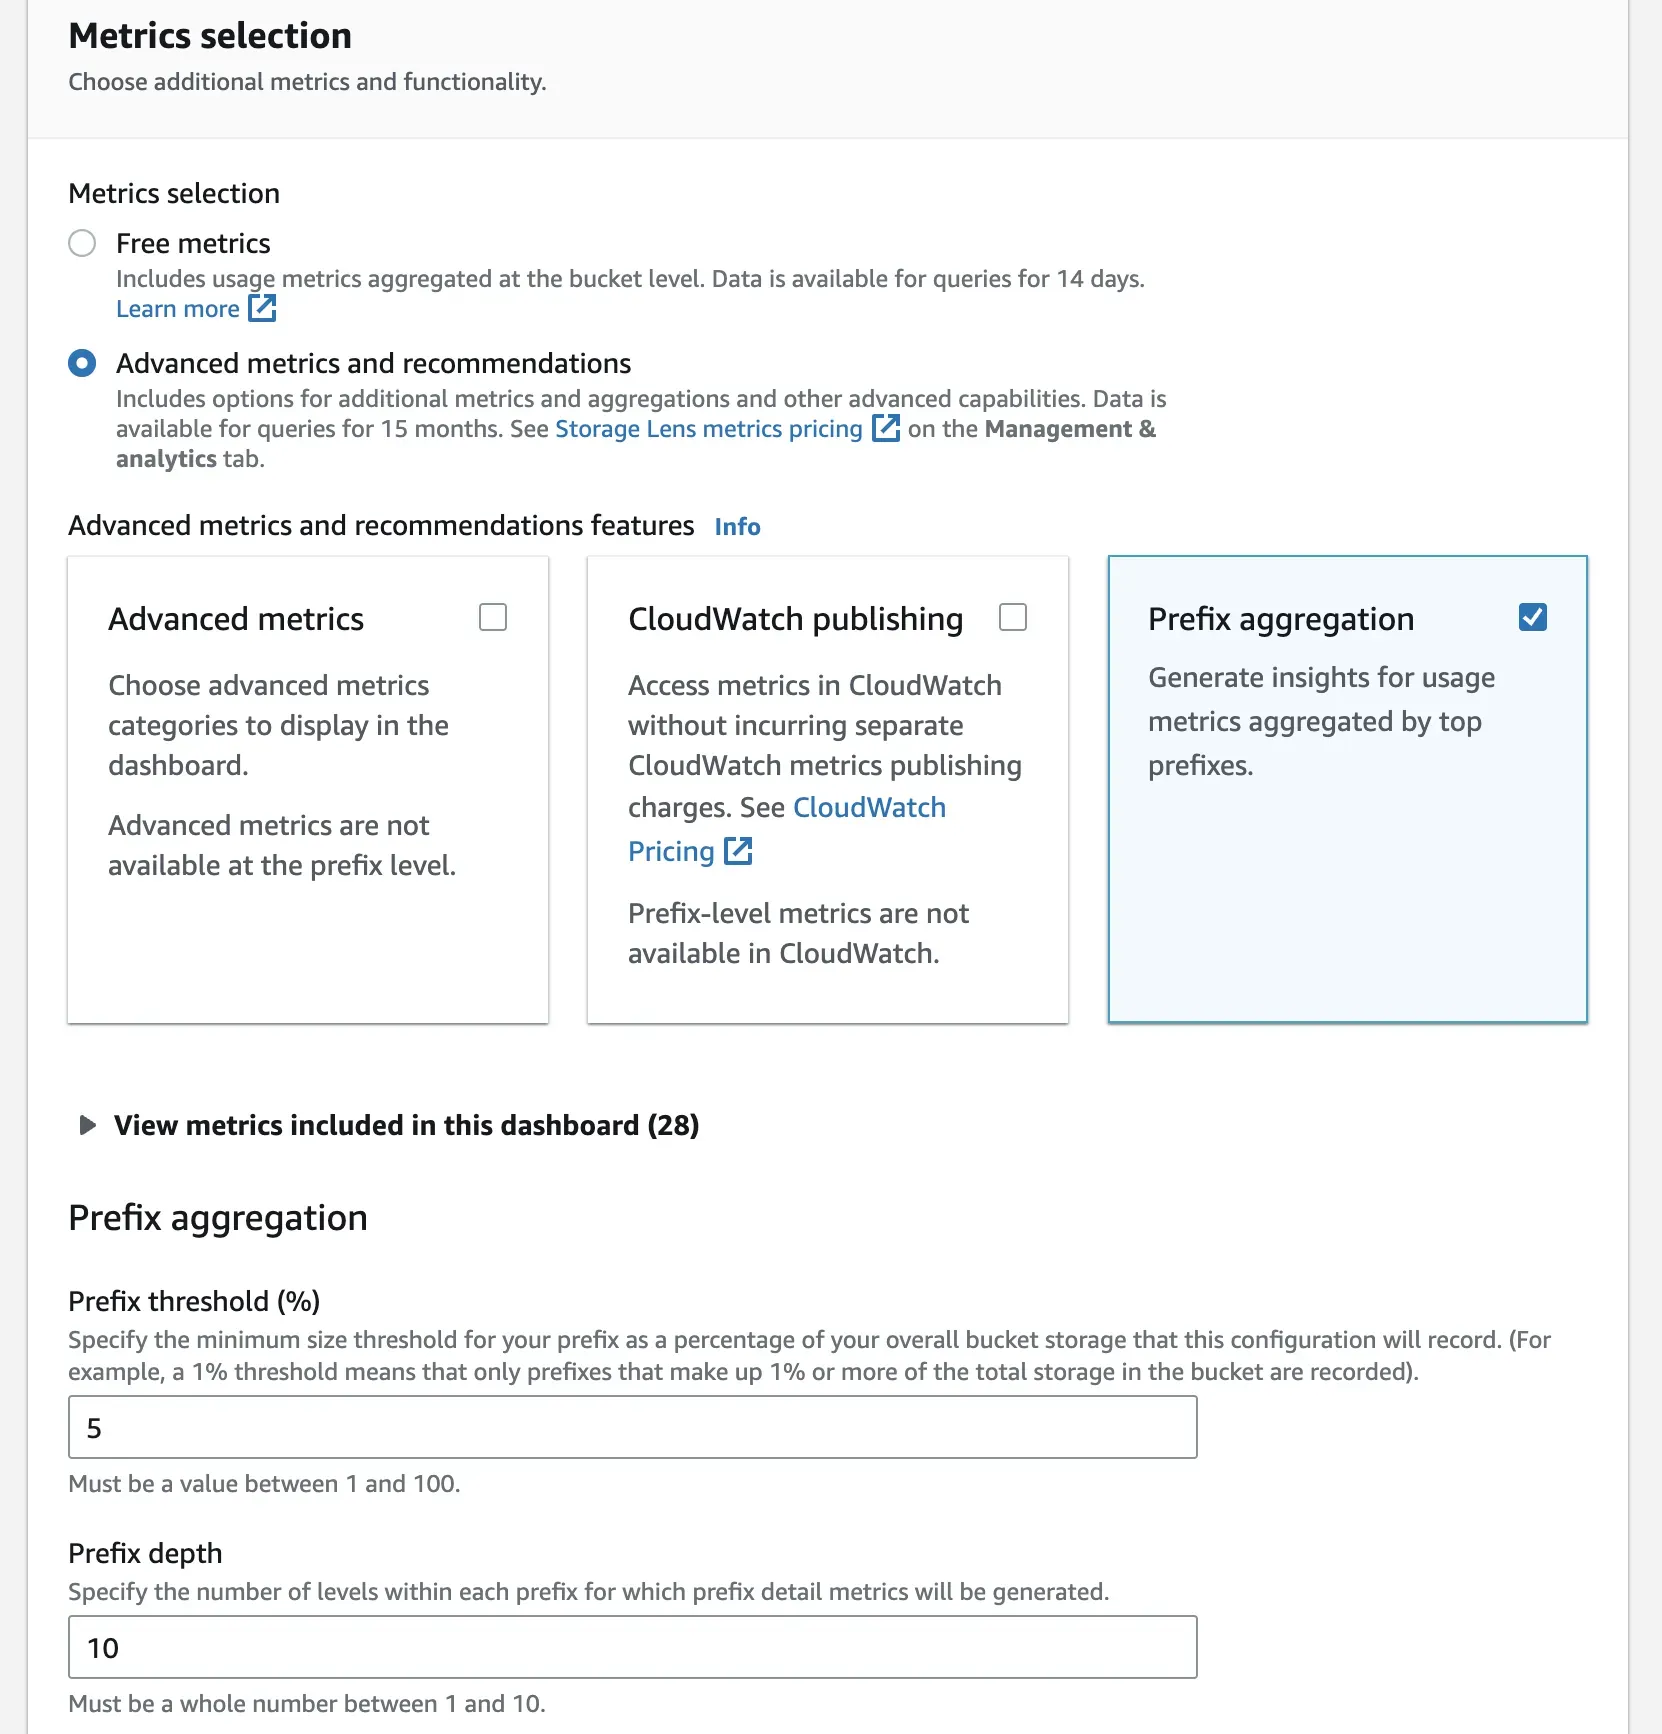 Metrics selection
Choose additional metrics and functionality.
Metrics selection
Free metrics
Includes usage metrics aggregated at the bucket level. Data is available for queries for 14 days.
Learn more
Advanced metrics and recommendations
Includes options for additional metrics and aggregations and other advanced capabilities. Data is
available for queries for 15 months. See Storage Lens metrics pricing on the Management &
analytics tab.
Advanced metrics and recommendations features Info
Advanced metrics
Choose advanced metrics
categories to display in the
dashboard.
Advanced metrics are not
available at the prefix level.
CloudWatch publishing
Access metrics in CloudWatch
without incurring separate
CloudWatch metrics publishing
charges. See CloudWatch
Pricing
Prefix-level metrics are not
available in CloudWatch.
Prefix aggregation
Generate insights for usage
metrics aggregated by top
prefixes.
View metrics included in this dashboard (28)
Prefix aggregation
Prefix threshold (%)
Specify the minimum size threshold for your prefix as a percentage of your overall bucket storage that this configuration will record. (For
example, a 1% threshold means that only prefixes that make up 1% or more of the total storage in the bucket are recorded).
5
Must be a value between 1 and 100.
Prefix depth
Specify the number of levels within each prefix for which prefix detail metrics will be generated.
10
Must be a whole number between 1 and 10.